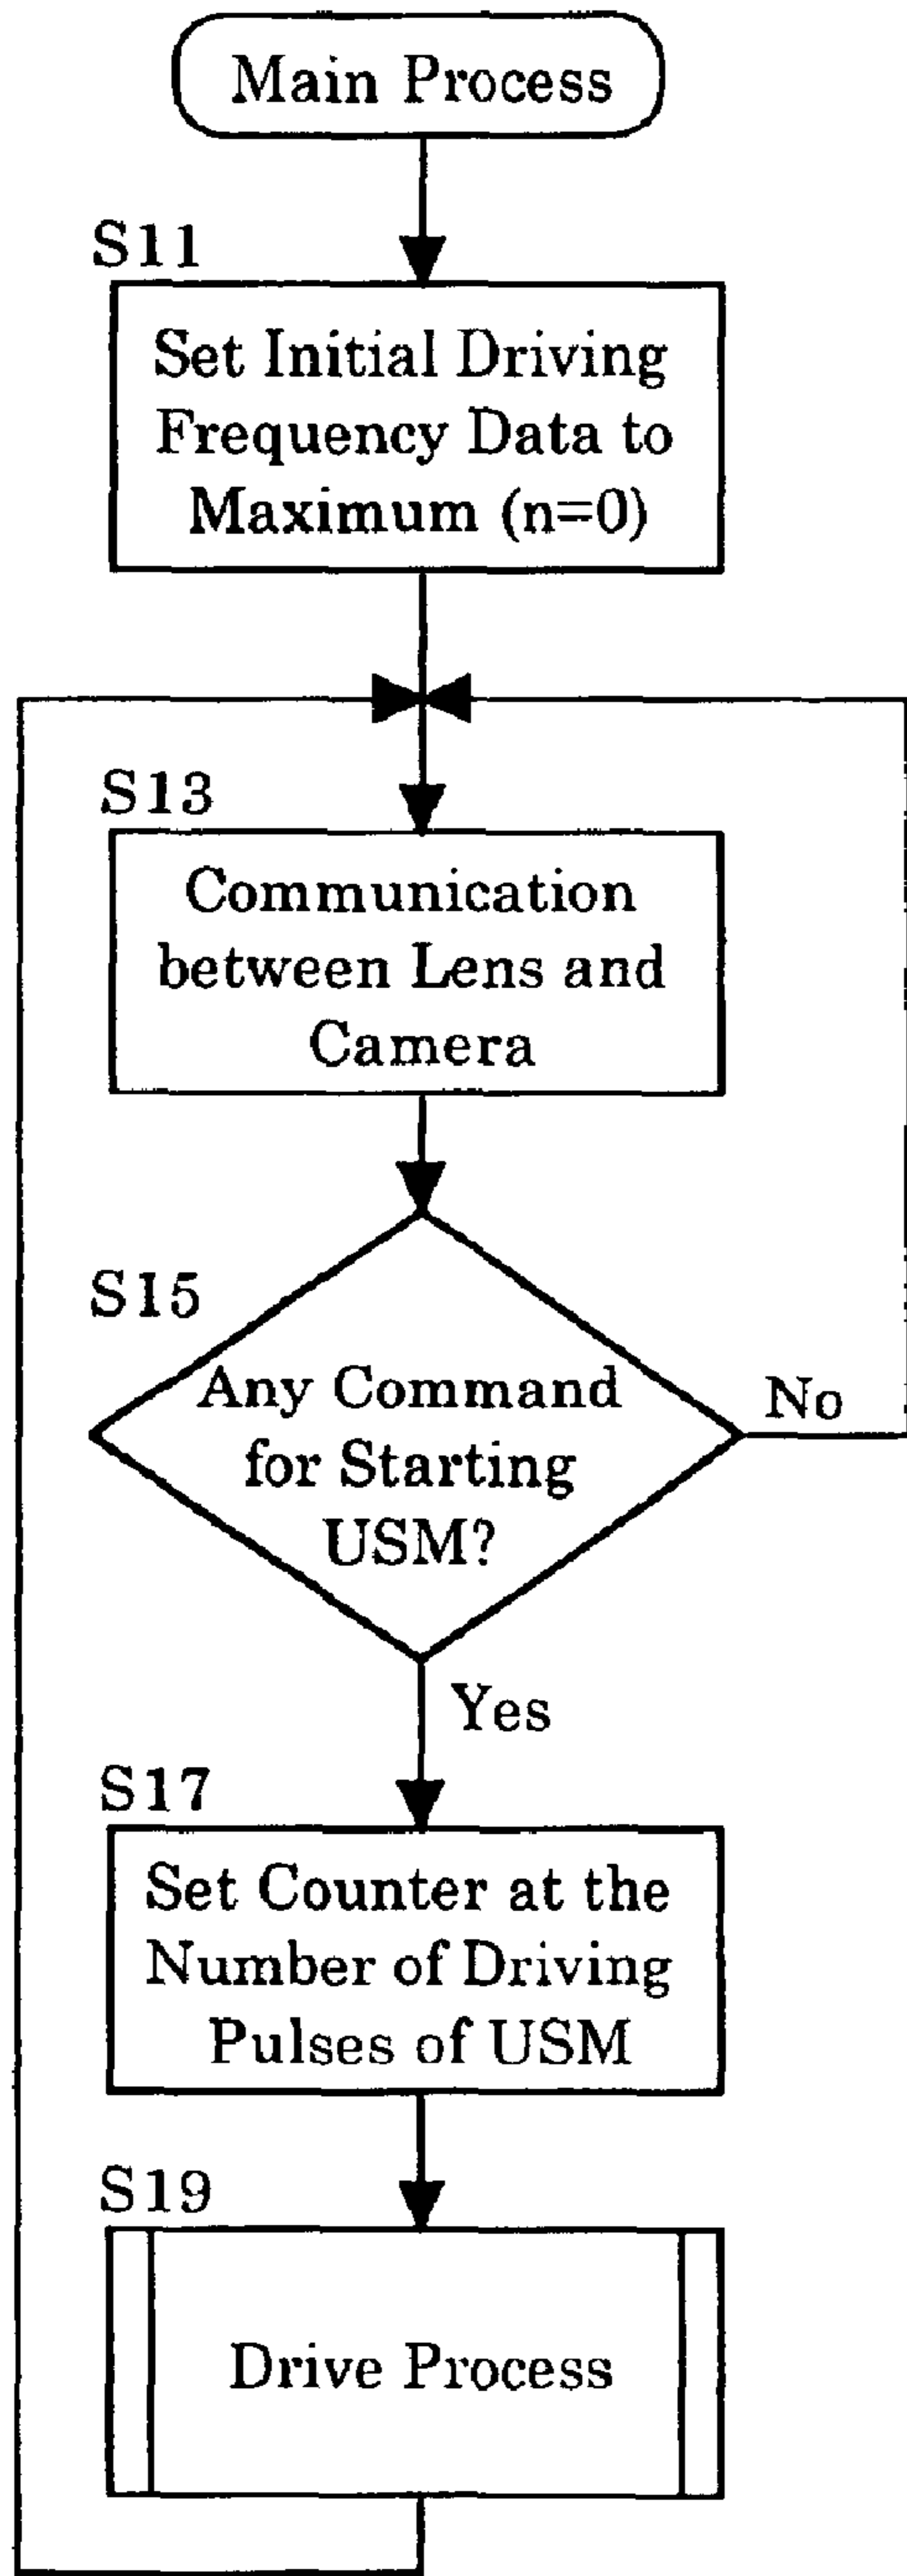 Main Process
S11
Set Initial Driving
Frequency Data to
Maximum (n=0)
S13
Communication
between Lens and
Camera
S15
Any Command
for Starting
USM?
No
Yes
S17
Set Counter at the
Number of Driving
Pulses of USM
S19
Drive Process